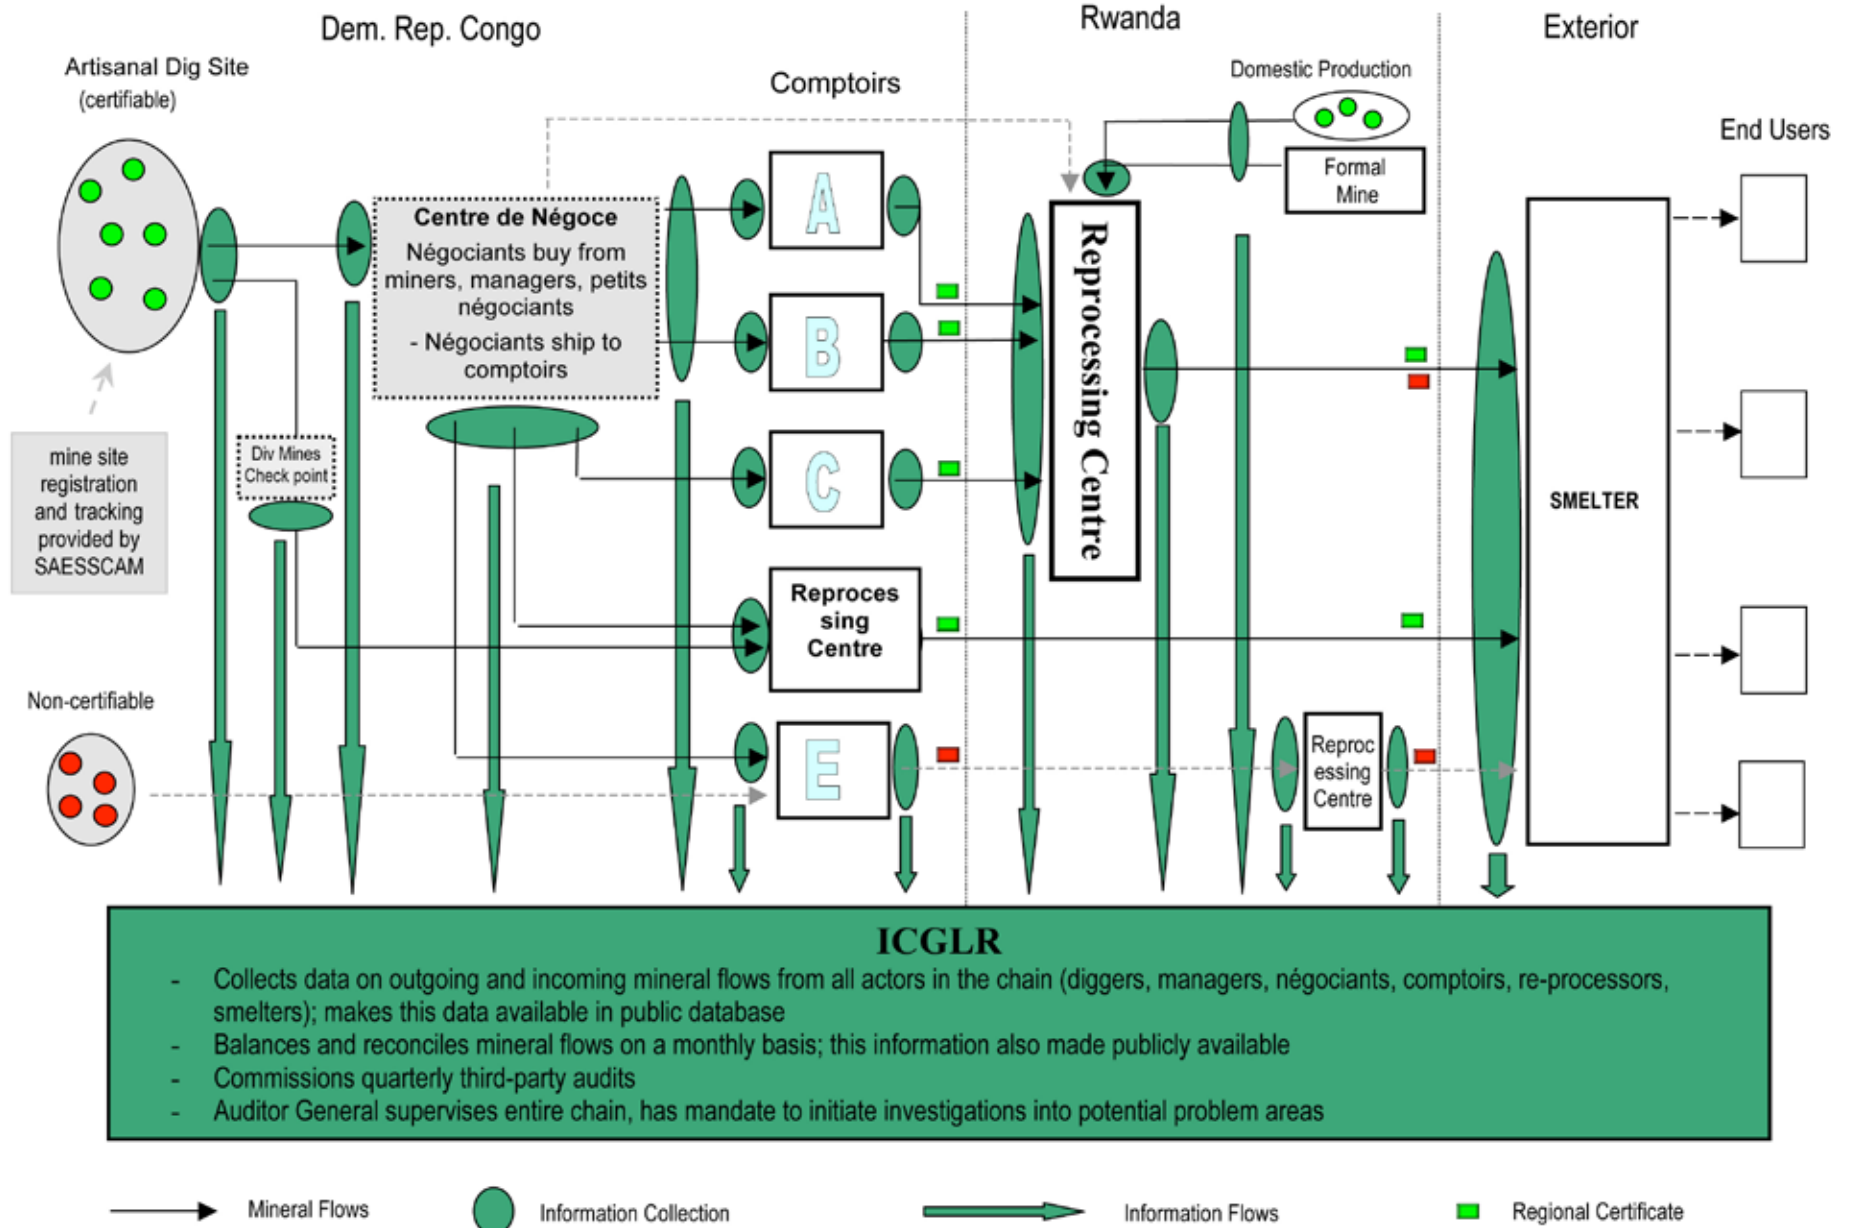 Dem. Rep. Congo
Rwanda
Exterior
Artisanal Dig Site
(certifiable)
Comptoirs
Domestic Production
End Users
Formal
Mine
A
Centre de Négoce
Négociants buy from
miners, managers, petits
négociants
- Négociants ship to
comptoirs
B
C
Reprocessing Centre
Div Mines
Check point
mine site
registration
and tracking
provided by
SAESSCAM
SMELTER
Reproces
sing
Centre
Non-certifiable
E
Reproc
essing
Centre
ICGLR
- Collects data on outgoing and incoming mineral flows from all actors in the chain (diggers, managers, négociants, comptoirs, re-processors,
smelters); makes this data available in public database
- Balances and reconciles mineral flows on a monthly basis; this information also made publicly available
- Commissions quarterly third-party audits
- Auditor General supervises entire chain, has mandate to initiate investigations into potential problem areas
Mineral Flows
Information Collection
Information Flows
Regional Certificate